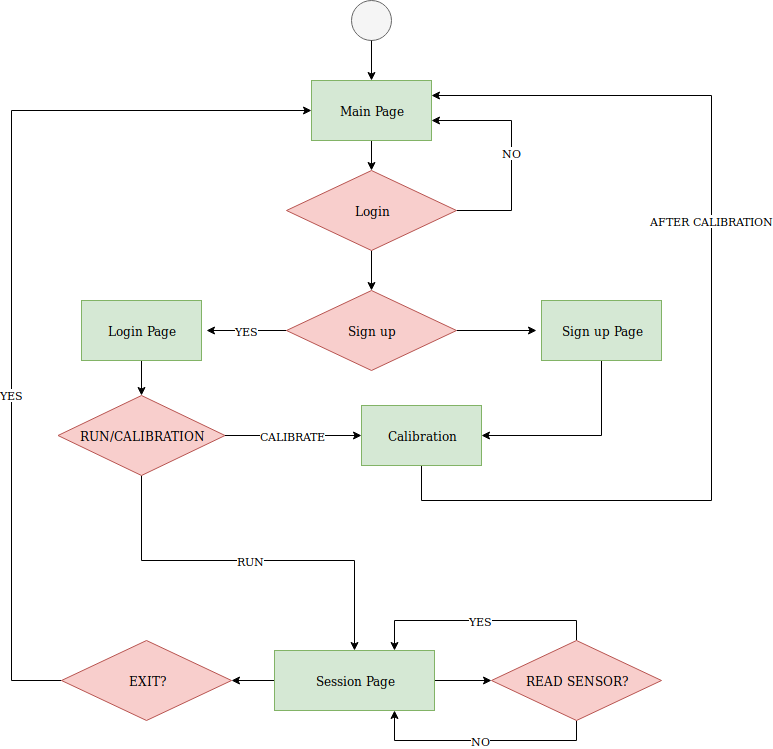 Main Page
NO
Login
AFTER CALIBRATION
Login Page
YES
Sign up
Sign up Page
YES
RUN/CALIBRATION
CALIBRATE
Calibration
RUN
YES
EXIT?
Session Page
READ SENSOR?
NO